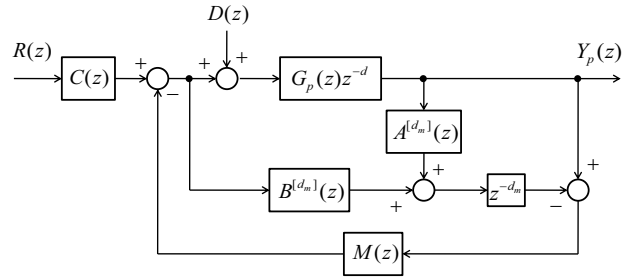 D(z)
R(z)
Y_p(z)
+
+
+
C(z)
+
−
G_p(z)z^{-d}
A^{[d_m]}(z)
+
+
B^{[d_m]}(z)
+
z^{-d_m}
−
M(z)